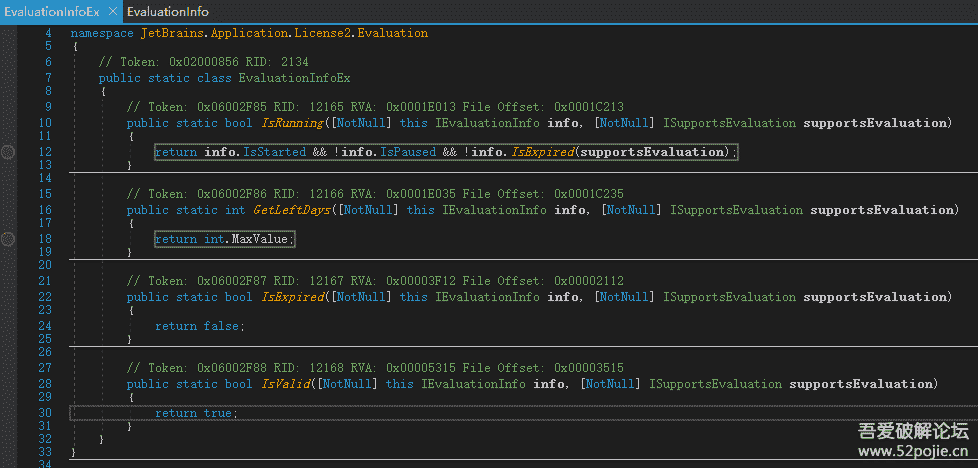 EvaluationInfoEx × EvaluationInfo
4 namespace JetBrains.Application.License2.Evaluation
5 {
6 // Token: 0x02000856 RID: 2134
7 public static class EvaluationInfoEx
8 {
9 // Token: 0x06002F85 RID: 12165 RVA: 0x0001E013 File Offset: 0x0001C213
10 public static bool IsRunning([NotNull] this IEvaluationInfo info, [NotNull] ISupportsEvaluation supportsEvaluation)
11 {
12 return info.IsStarted && !info.IsPaused && !info.IsExpired(supportsEvaluation);
13 }
14
15 // Token: 0x06002F86 RID: 12166 RVA: 0x0001E035 File Offset: 0x0001C235
16 public static int GetLeftDays([NotNull] this IEvaluationInfo info, [NotNull] ISupportsEvaluation supportsEvaluation)
17 {
18 return int.MaxValue;
19 }
20
21 // Token: 0x06002F87 RID: 12167 RVA: 0x00003F12 File Offset: 0x00002112
22 public static bool IsExpired([NotNull] this IEvaluationInfo info, [NotNull] ISupportsEvaluation supportsEvaluation)
23 {
24 return false;
25 }
26
27 // Token: 0x06002F88 RID: 12168 RVA: 0x00005315 File Offset: 0x00003515
28 public static bool IsValid([NotNull] this IEvaluationInfo info, [NotNull] ISupportsEvaluation supportsEvaluation)
29 {
30 return true;
31 }
32 }
33 }
34
吾爱破解论坛
www.52pojie.cn